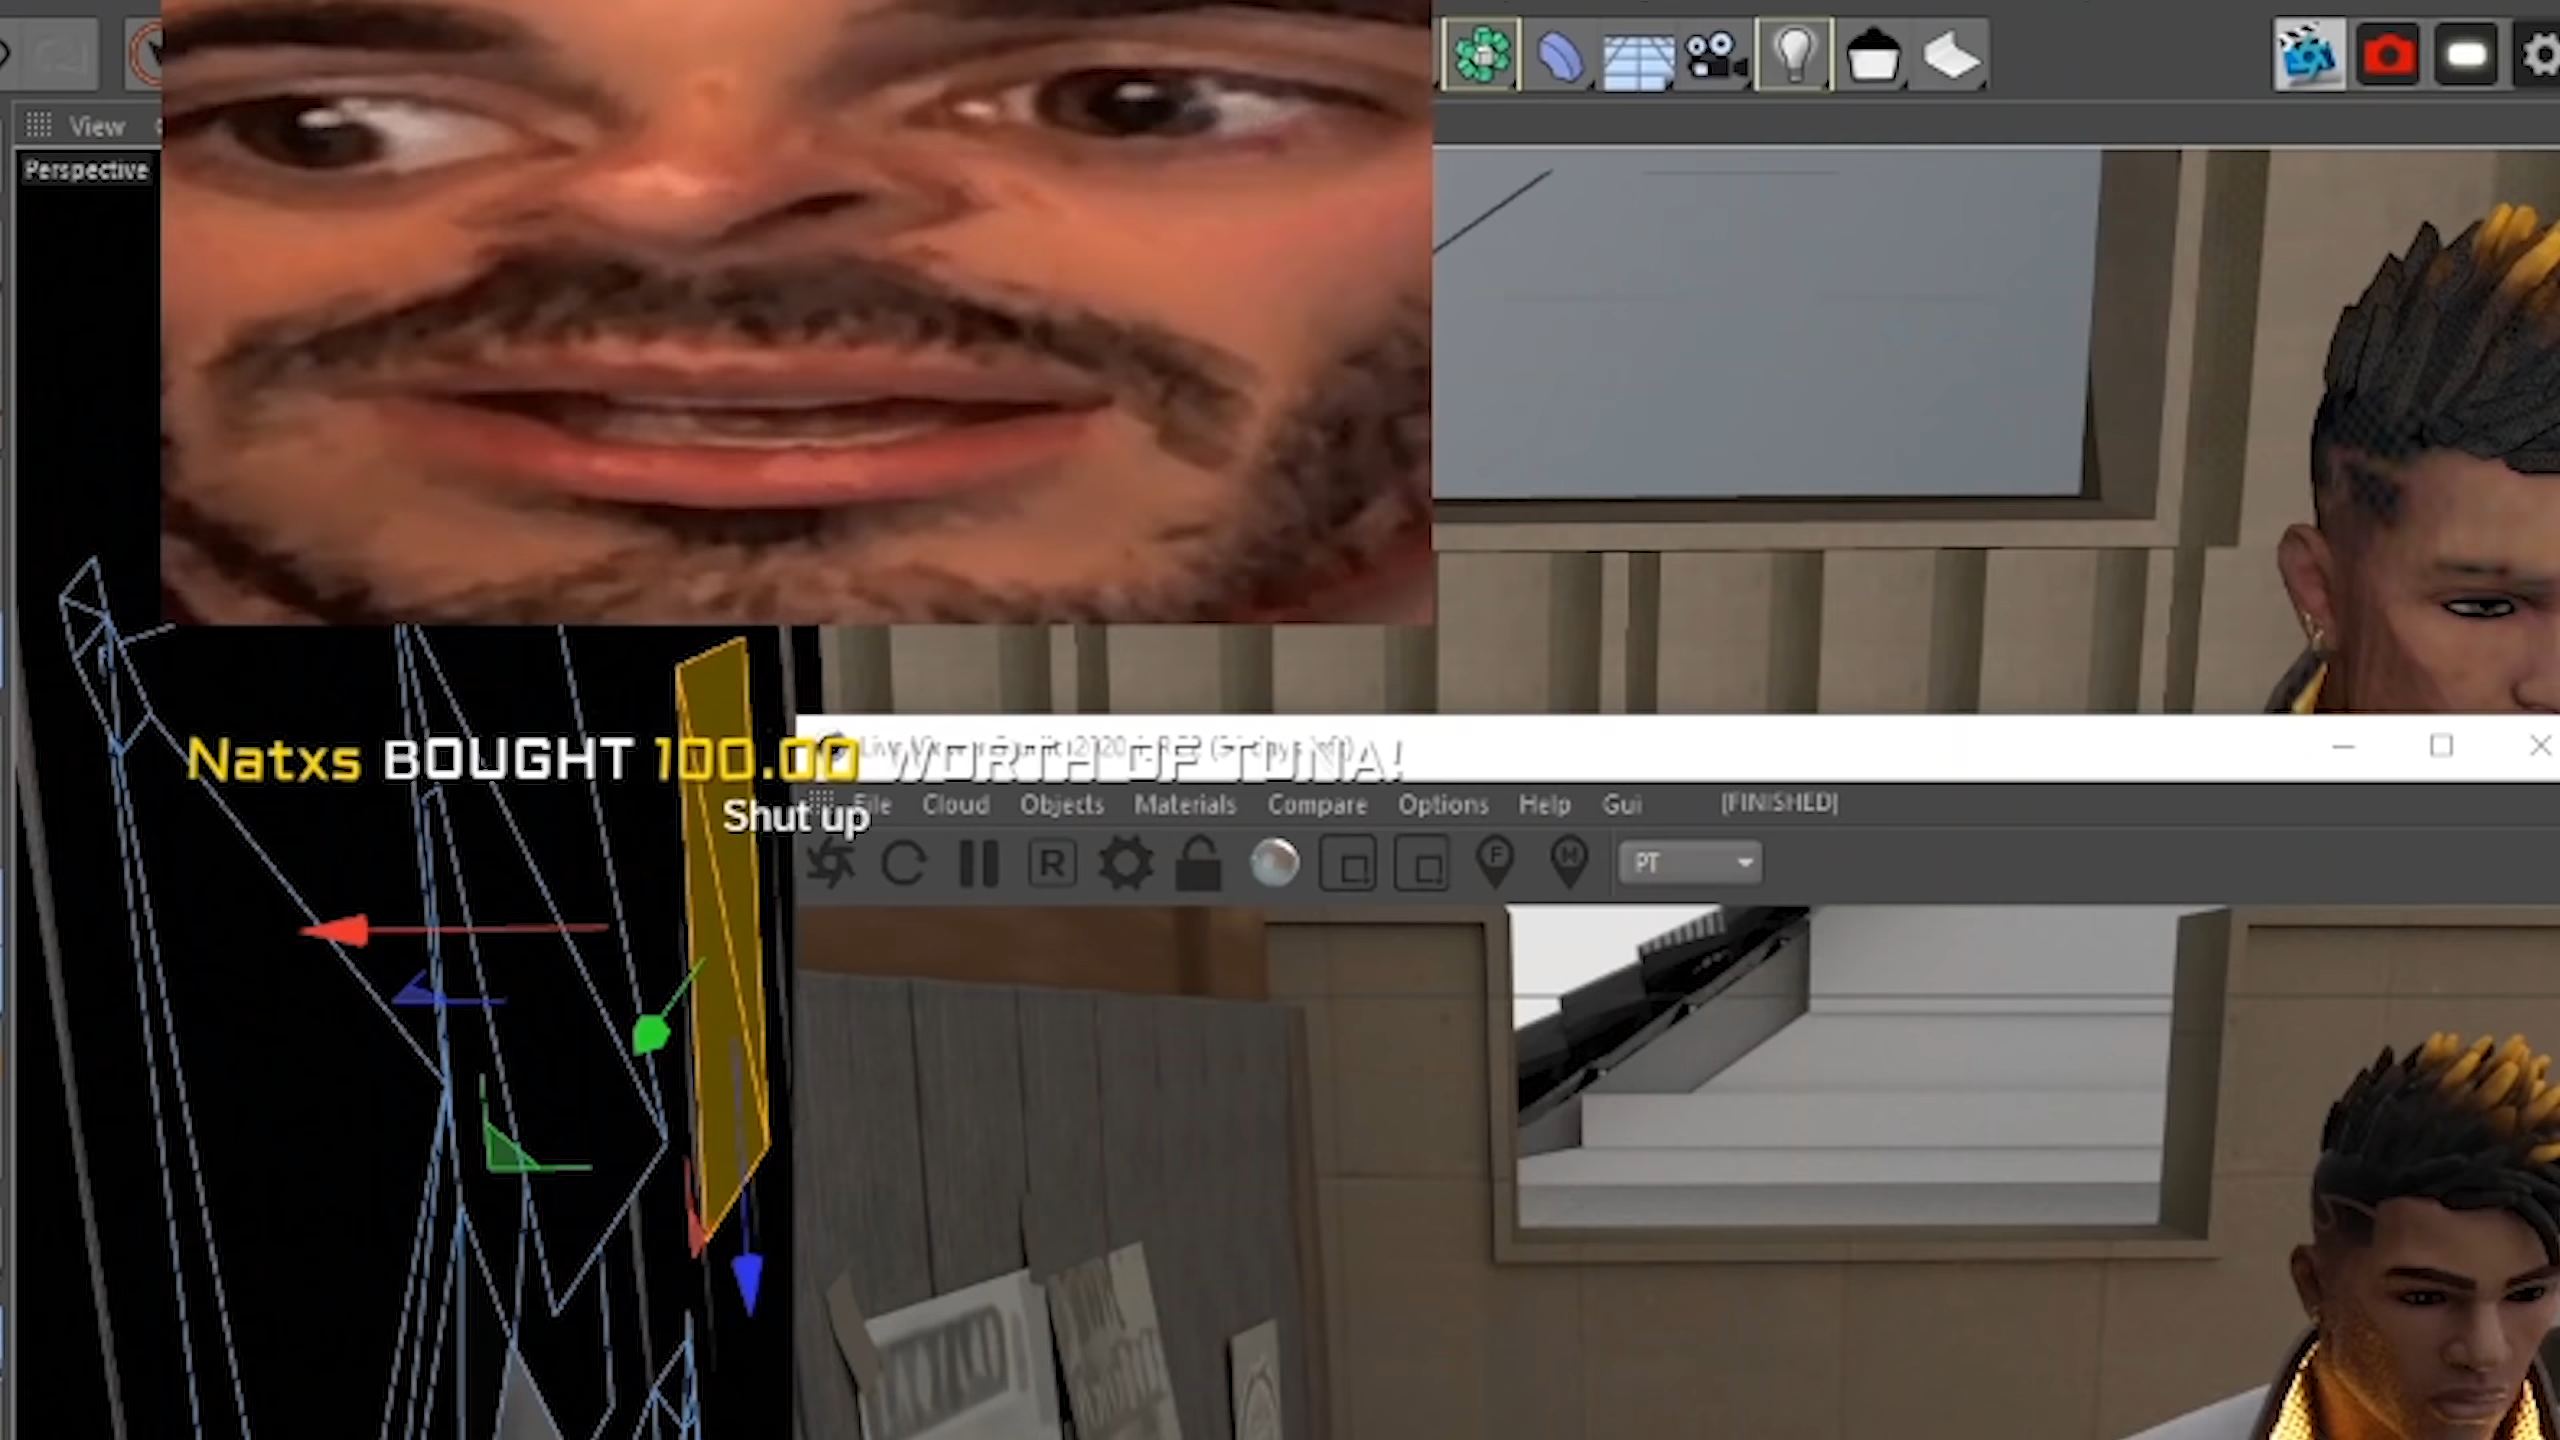 View
Perspective
Natxs BOUGHT 100.00 WORTH OF TUNA!
Shut up
File Cloud Objects Materials Compare Options Help Gui [FINISHED]
R F M PT